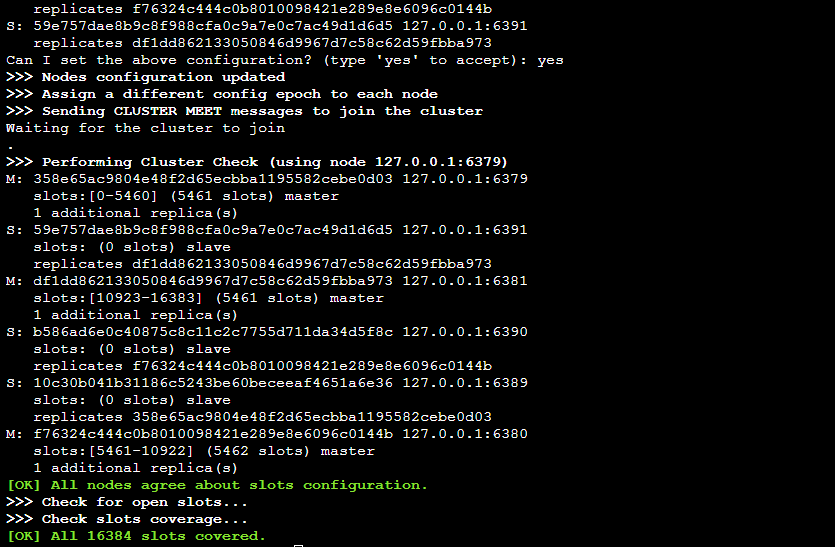 replicates f76324c444c0b8010098421e289e8e6096c0144b
S: 59e757dae8b9c8f988cfa0c9a7e0c7ac49d1d6d5 127.0.0.1:6391
replicates df1dd862133050846d9967d7c58c62d59fbba973
Can I set the above configuration? (type 'yes' to accept): yes
>>> Nodes configuration updated
>>> Assign a different config epoch to each node
>>> Sending CLUSTER MEET messages to join the cluster
Waiting for the cluster to join
.
>>> Performing Cluster Check (using node 127.0.0.1:6379)
M: 358e65ac9804e48f2d65ecbba1195582cebe0d03 127.0.0.1:6379
slots:[0-5460] (5461 slots) master
1 additional replica(s)
S: 59e757dae8b9c8f988cfa0c9a7e0c7ac49d1d6d5 127.0.0.1:6391
slots: (0 slots) slave
replicates df1dd862133050846d9967d7c58c62d59fbba973
M: df1dd862133050846d9967d7c58c62d59fbba973 127.0.0.1:6381
slots:[10923-16383] (5461 slots) master
1 additional replica(s)
S: b586ad6e0c40875c8c11c2c7755d711da34d5f8c 127.0.0.1:6390
slots: (0 slots) slave
replicates f76324c444c0b8010098421e289e8e6096c0144b
S: 10c30b041b31186c5243be60beceeaf4651a6e36 127.0.0.1:6389
slots: (0 slots) slave
replicates 358e65ac9804e48f2d65ecbba1195582cebe0d03
M: f76324c444c0b8010098421e289e8e6096c0144b 127.0.0.1:6380
slots:[5461-10922] (5462 slots) master
1 additional replica(s)
[OK] All nodes agree about slots configuration.
>>> Check for open slots...
>>> Check slots coverage...
[OK] All 16384 slots covered.